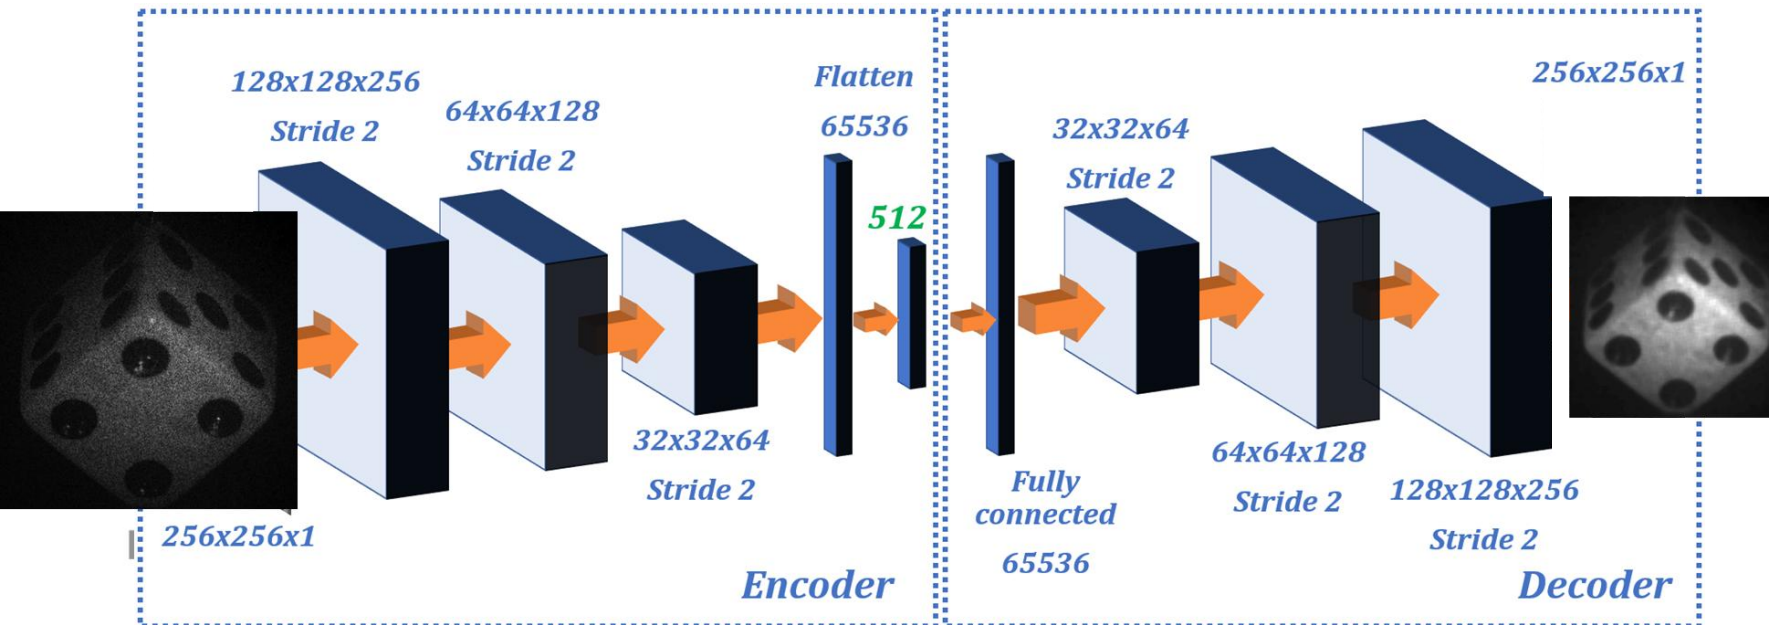 128x128x256
Stride 2
64x64x128
Stride 2
32x32x64
Stride 2
256x256x1
Flatten
65536
512
Encoder
Fully
connected
65536
32x32x64
Stride 2
64x64x128
Stride 2
128x128x256
Stride 2
256x256x1
Decoder